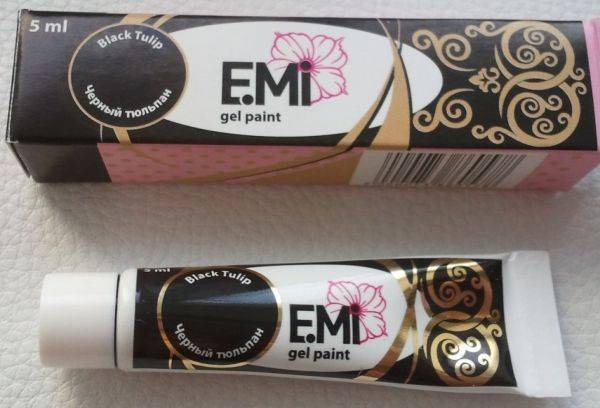 5 ml
Black Tulip
Черный тюльпан
E.Mi
gel paint
5 ml
Black Tulip
Черный тюльпан
E.Mi
gel paint